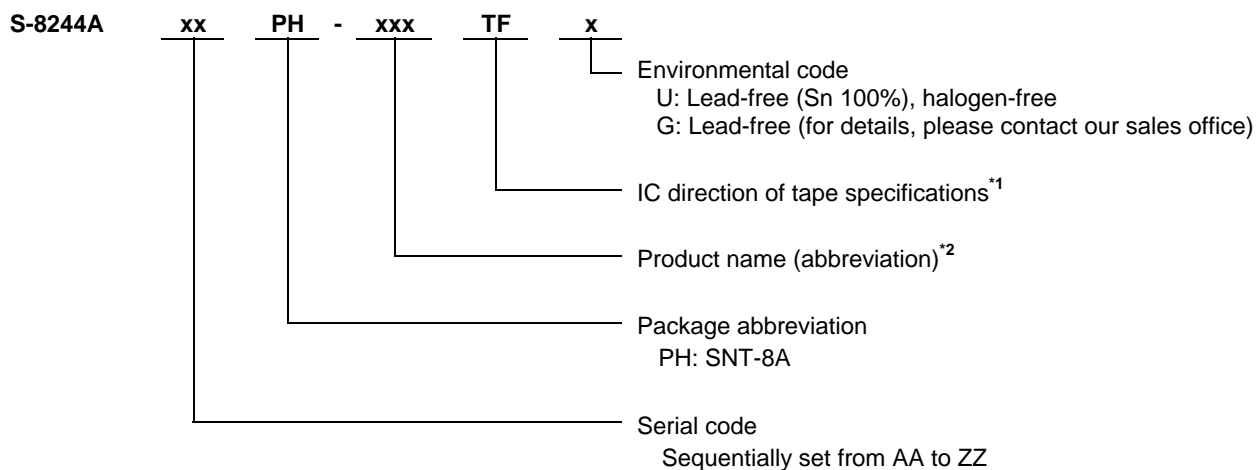 S-8244A xx PH - xxx TF x
Environmental code
U: Lead-free (Sn 100%), halogen-free
G: Lead-free (for details, please contact our sales office)
IC direction of tape specifications*1
Product name (abbreviation)*2
Package abbreviation
PH: SNT-8A
Serial code
Sequentially set from AA to ZZ